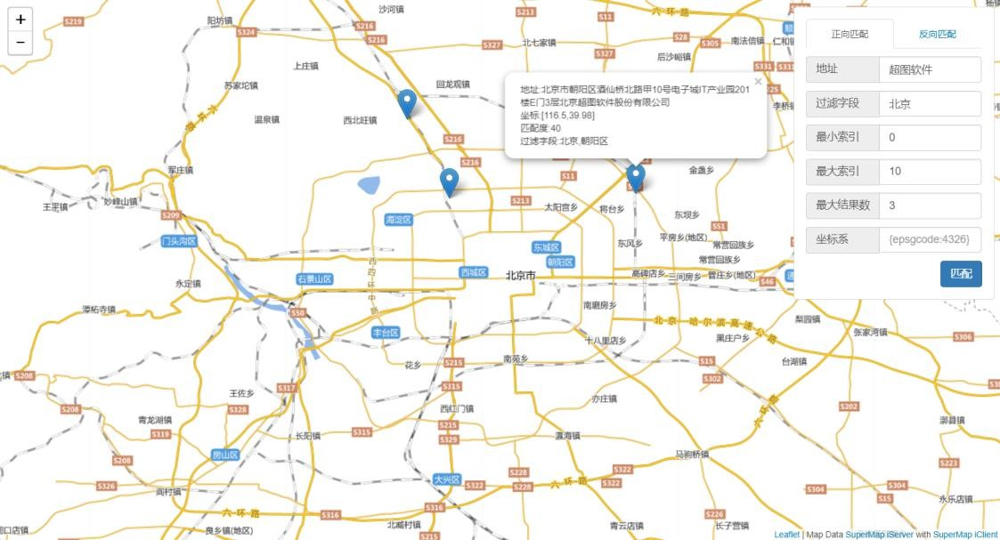 +
−
正向匹配
反向匹配
地址
超图软件
过滤字段
北京
最小索引
0
最大索引
10
最大结果数
3
坐标系
{epsgcode:4326}
匹配
地址:北京市朝阳区酒仙桥北路甲10号电子城IT产业园201
楼E门3层北京超图软件股份有限公司
坐标:[116.5,39.98]
匹配度:40
过滤字段:北京,朝阳区
×
沙河镇
S213
S11
六环路
S219
阳坊镇
S324
S216
S216
S327
北七家镇
S28
S305
南法信镇
仁和镇
S327
后沙峪镇
S331
上庄镇
苏家坨镇
回龙观镇
六环路
温泉镇
西北旺镇
李桥镇
S216
S216
军庄镇
S11
金盏乡
王平镇
妙峰山镇
S209
S213
太阳宫乡
将台乡
海淀区
东坝乡
SS1
门头沟区
东城区
东风乡
平房乡(地区)
常营回族乡
西四环中路
朝阳区
常营回族乡
西城区
北京市
高碑店乡
三间房乡
管庄乡(地区)
S46
石景山区
永定镇
潭柘寺镇
S50
南磨房乡
北京-哈尔滨高速公路
梨园镇
丰台区
十八里店乡
黑庄户乡
张家湾镇
S306
花乡
S215
南苑乡
S15
台湖镇
S208
S302
王佐乡
S317
S315
亦庄镇
六环路
S208
S328
西红门镇
S202
青龙湖镇
S319
长阳镇
S315
S215
S329
瀛海镇
漷县镇
房山区
马驹桥镇
S208
S223
S326
大兴区
S322
S228
S228
六环路
S322
S322
阎村镇
S304
S304
S15
永乐店镇
六环路
S316
S316
S226
良乡镇(地区)
北臧村镇
S215
青云店镇
长子营镇
Leaflet | Map Data SuperMap iServer with SuperMap iClient